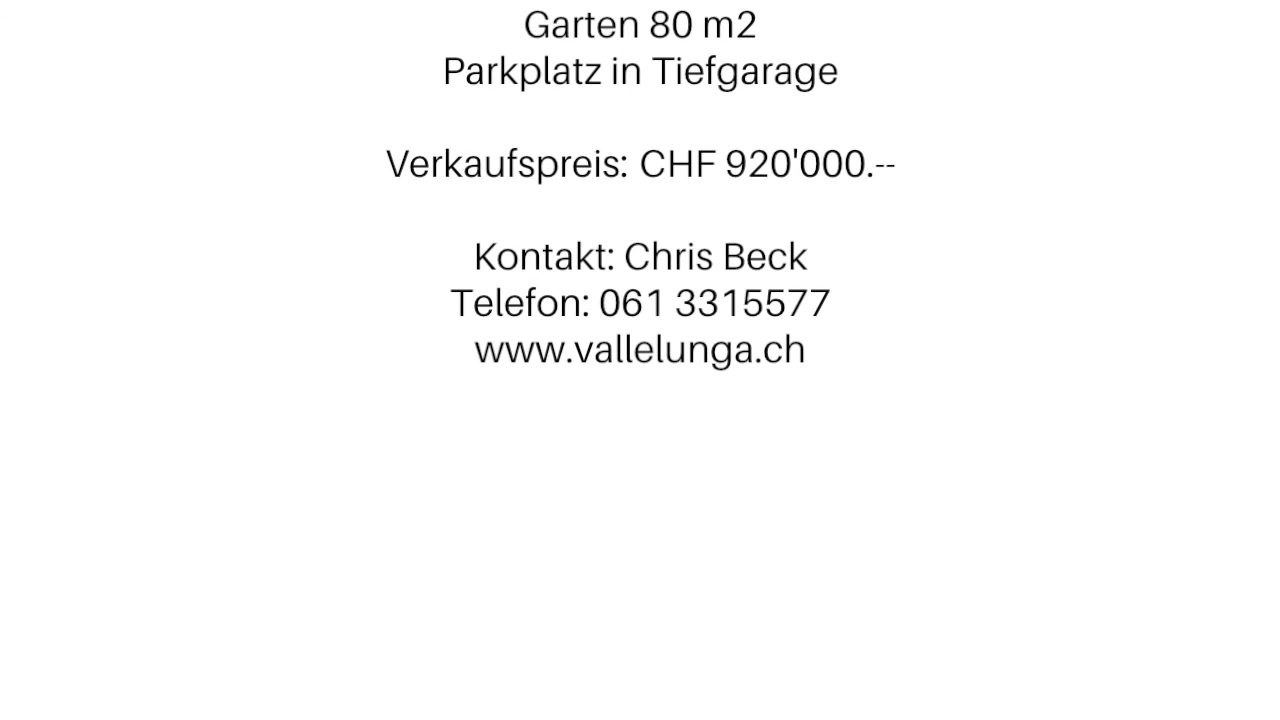 Garten 80 m2
Parkplatz in Tiefgarage
Verkaufspreis: CHF 920'000.--
Kontakt: Chris Beck
Telefon: 061 3315577
www.vallelunga.ch